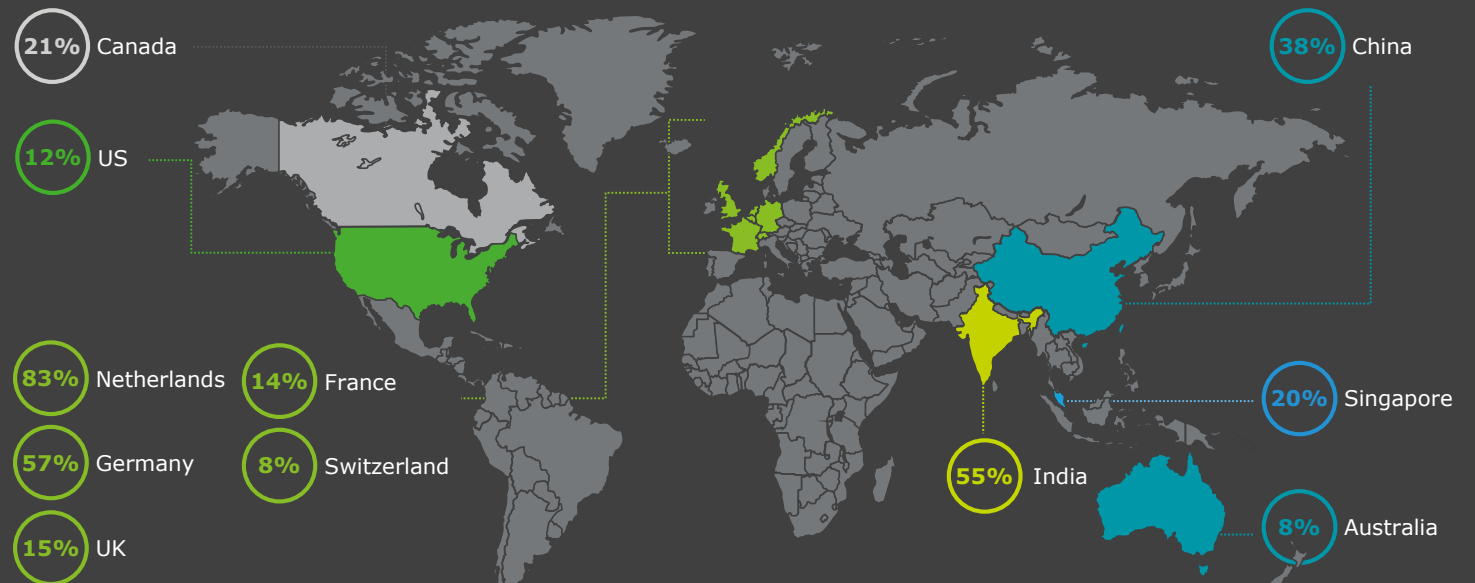 21% Canada
12% US
83% Netherlands
14% France
57% Germany
8% Switzerland
15% UK
38% China
20% Singapore
55% India
8% Australia